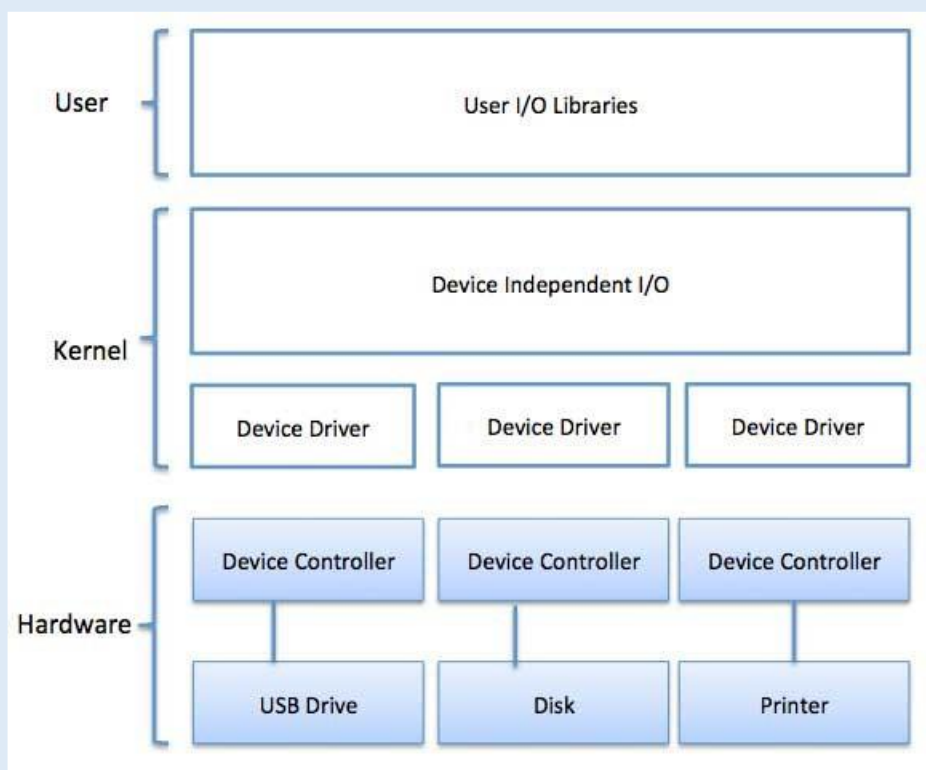 User
User I/O Libraries
Kernel
Device Independent I/O
Device Driver
Device Driver
Device Driver
Hardware
Device Controller
Device Controller
Device Controller
USB Drive
Disk
Printer